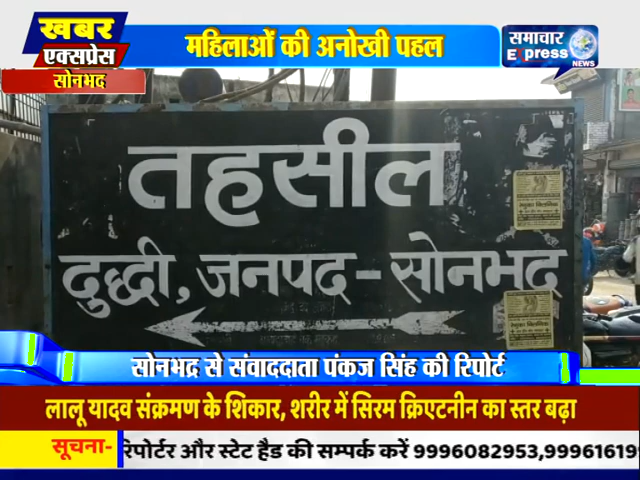 खबर
एक्सप्रेस
सोनभद्र
महिलाओं की अनोखी पहल
समाचार
Express
NEWS
तहसील
दुद्धी, जनपद-सोनभद्र
सोनभद्र से संवाददाता पंकज सिंह की रिपोर्ट
लालू यादव संक्रमण के शिकार, शरीर में सिरम क्रिएटनीन का स्तर बढ़ा
सूचना- रिपोर्टर और स्टेट हैड की सम्पर्क करें 9996082953,999616199